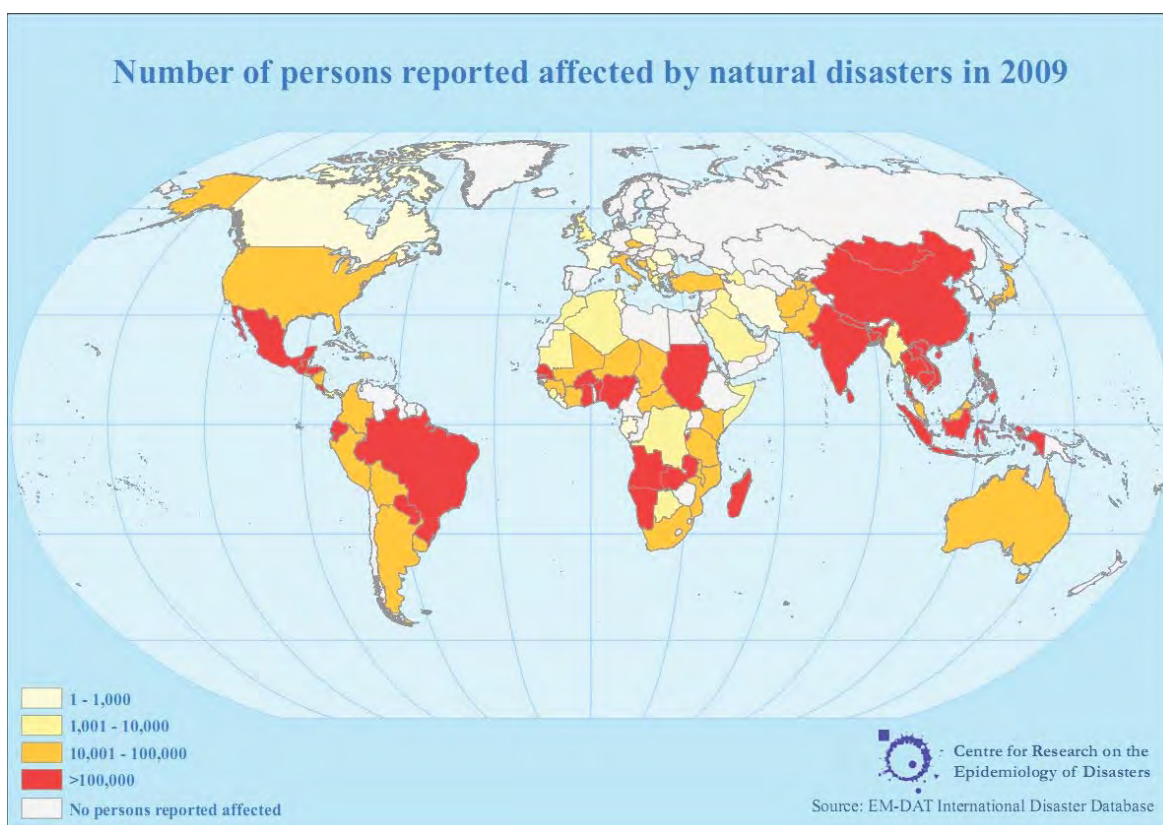 Number of persons reported affected by natural disasters in 2009
1 - 1,000
1,001 - 10,000
10,001 - 100,000
>100,000
No persons reported affected
Centre for Research on the
Epidemiology of Disasters
Source: EM-DAT International Disaster Database